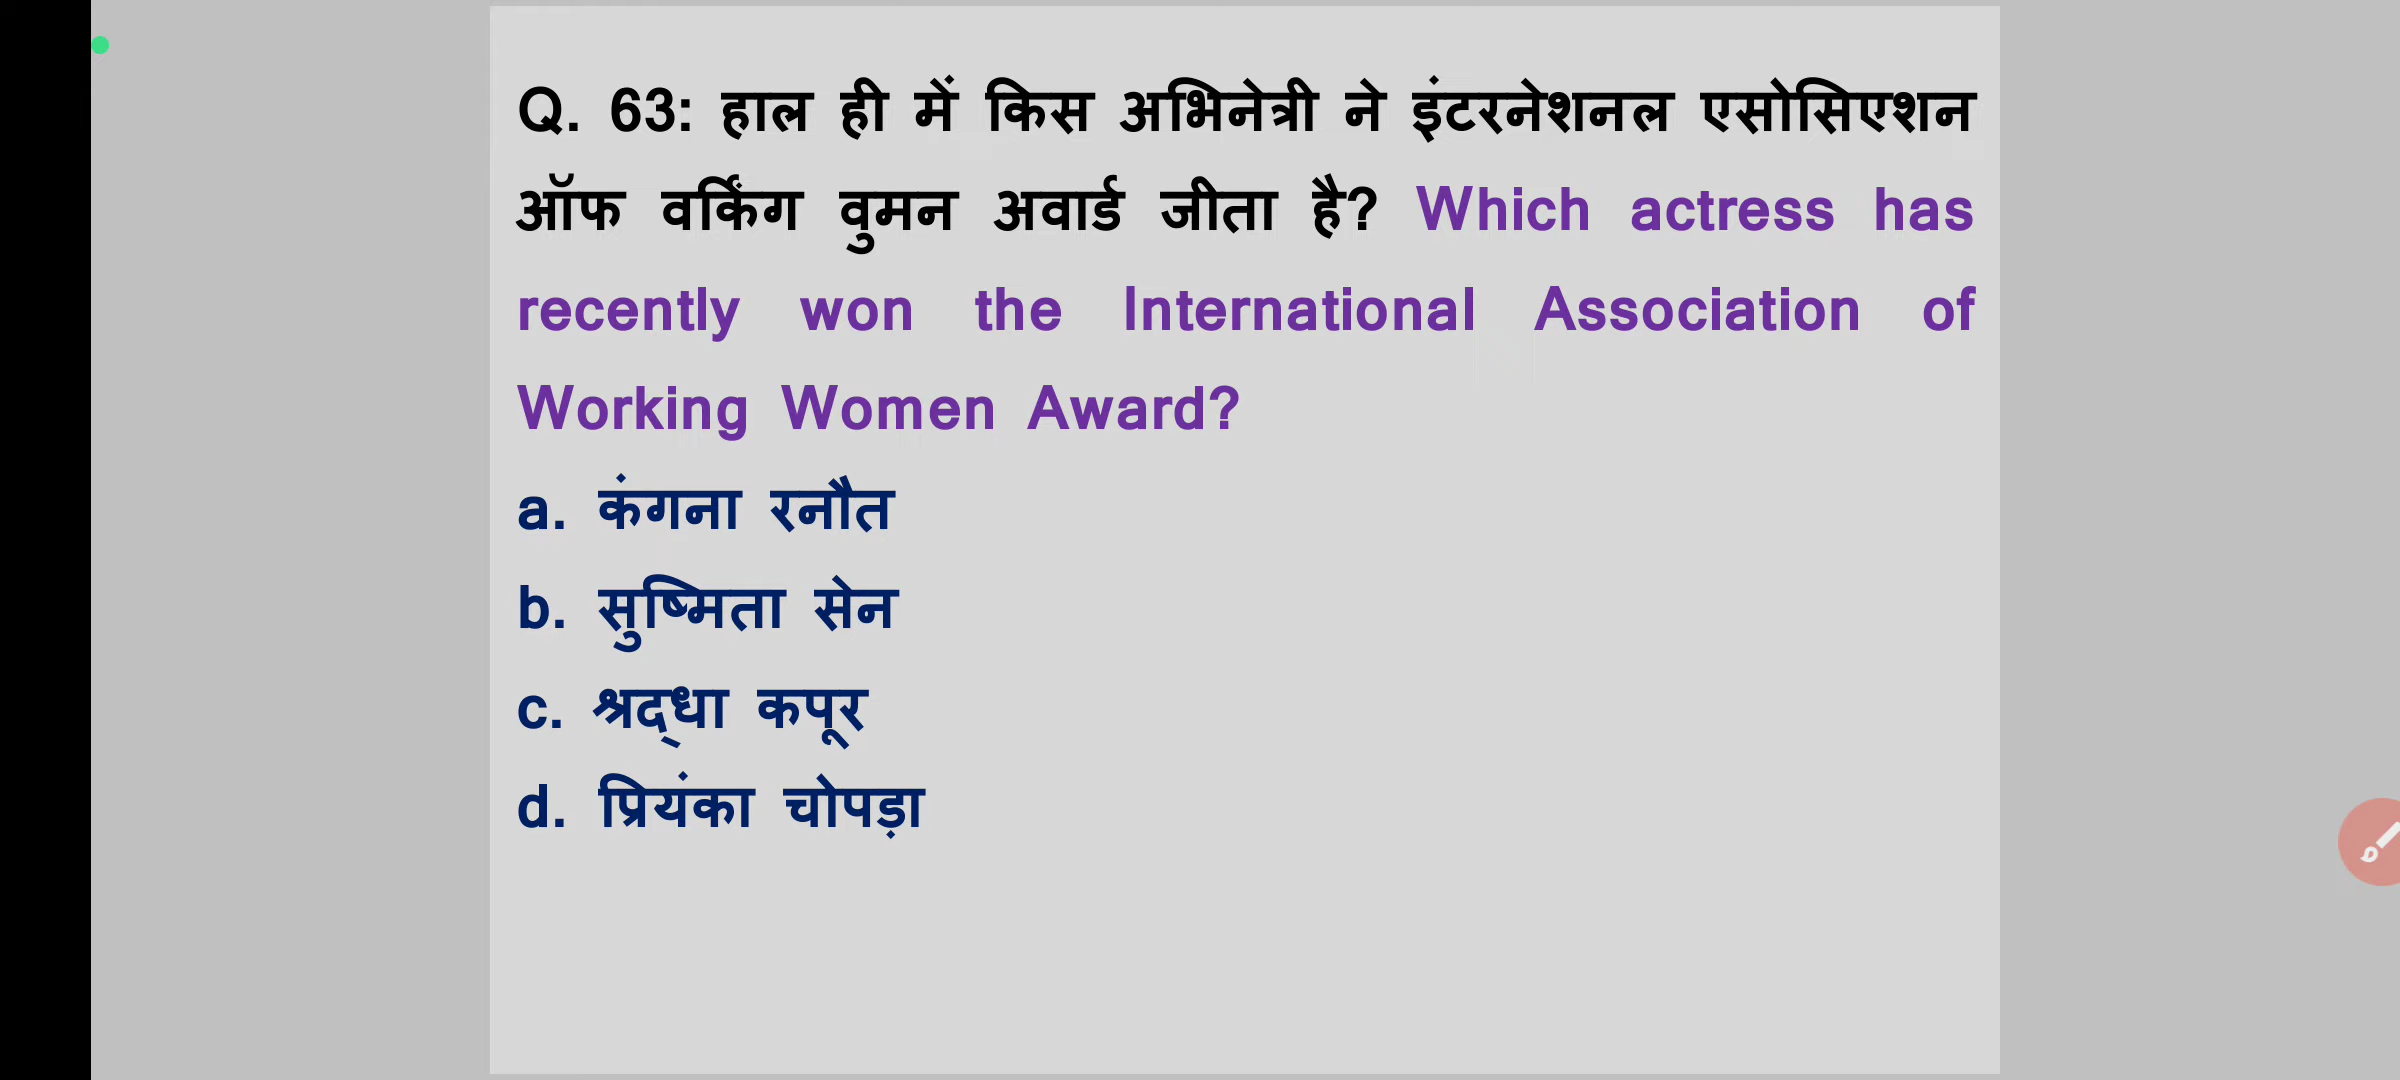 Q. 63: हाल ही में किस अभिनेत्री ने इंटरनेशनल एसोसिएशन
ऑफ वर्किंग वुमन अवार्ड जीता है? Which actress has
recently won the International Association of
Working Women Award?
a. कंगना रनौत
b. सुष्मिता सेन
c. श्रद्‌धा कपूर
d. प्रियंका चोपड़ा